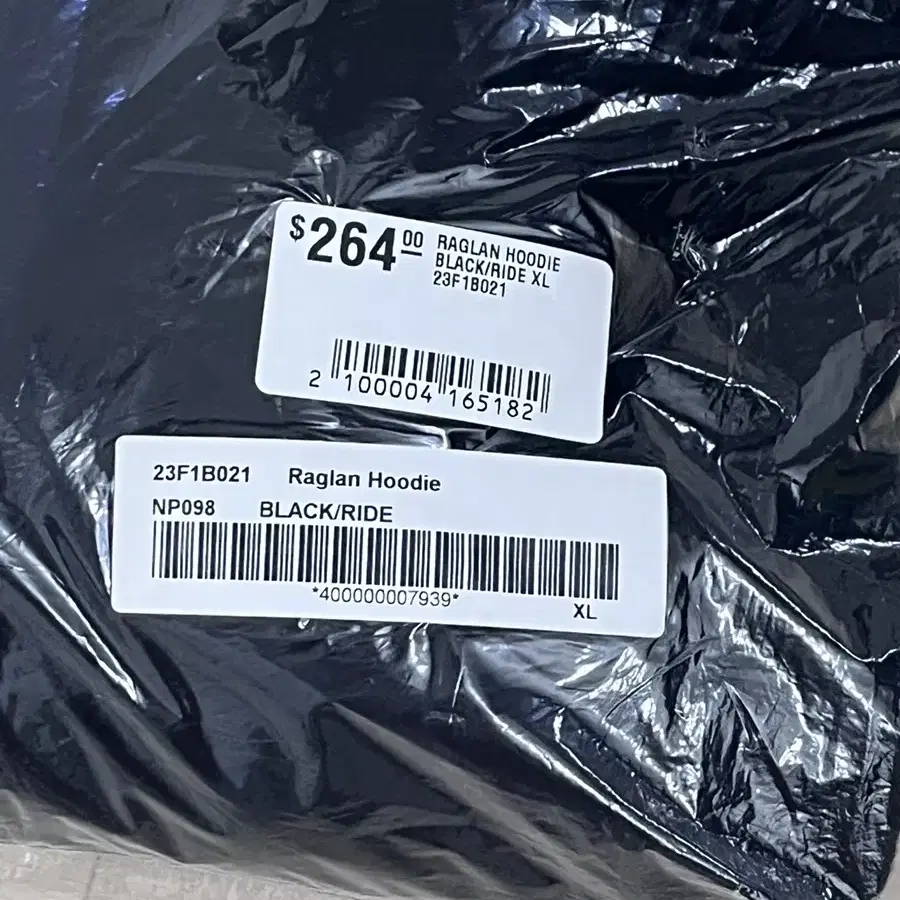 $264.00 RAGLAN HOODIE
BLACK/RIDE XL
23F1B021
2 100004 165182
23F1B021 Raglan Hoodie
NP098 BLACK/RIDE
*400000007939*
XL